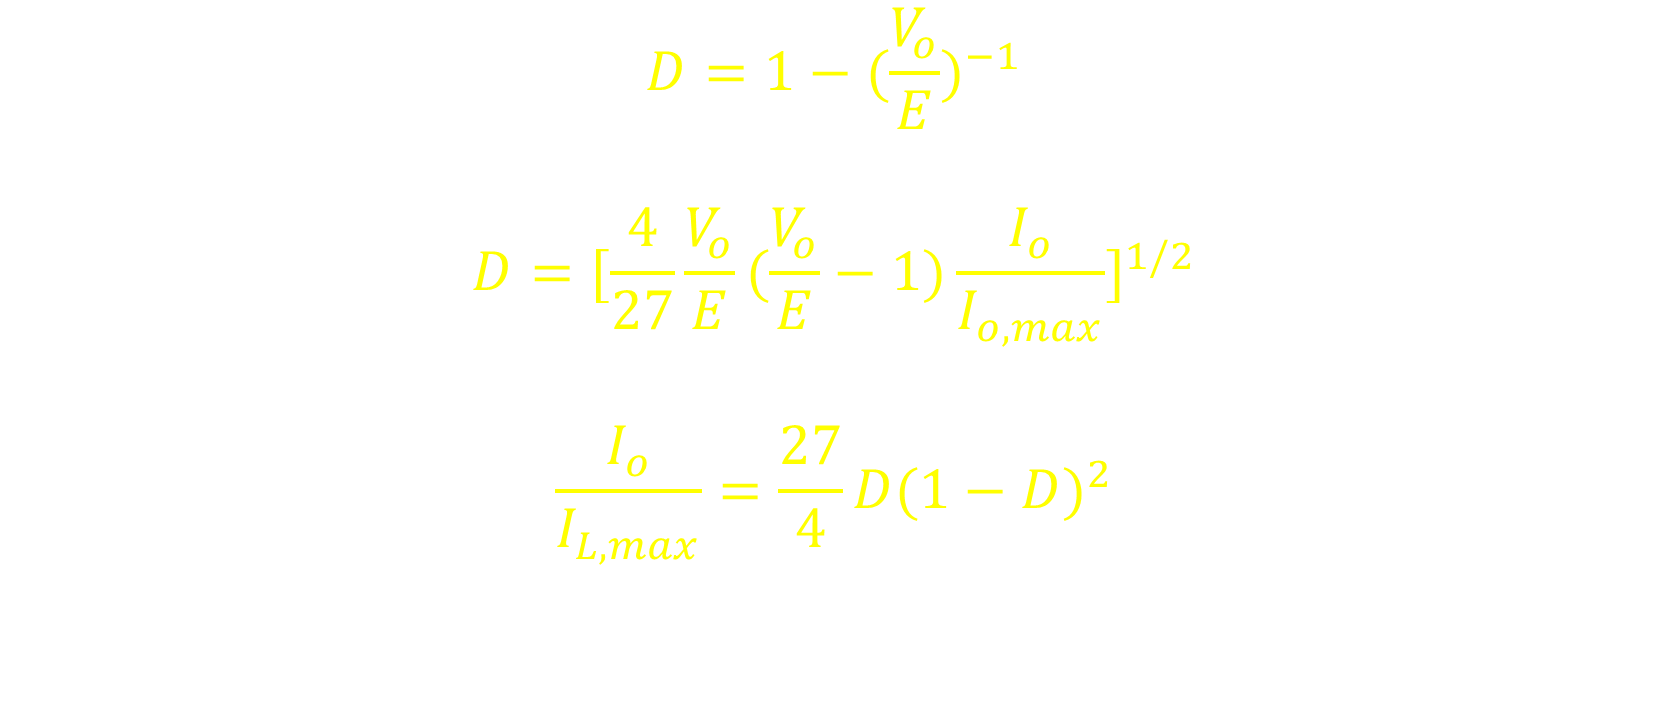 D = 1 − (V_o/E)^{−1}
D = [4/27 V_o/E (V_o/E − 1) I_o/I_{o,max}]^{1/2}
I_o/I_{L,max} = 27/4 D(1 − D)^2